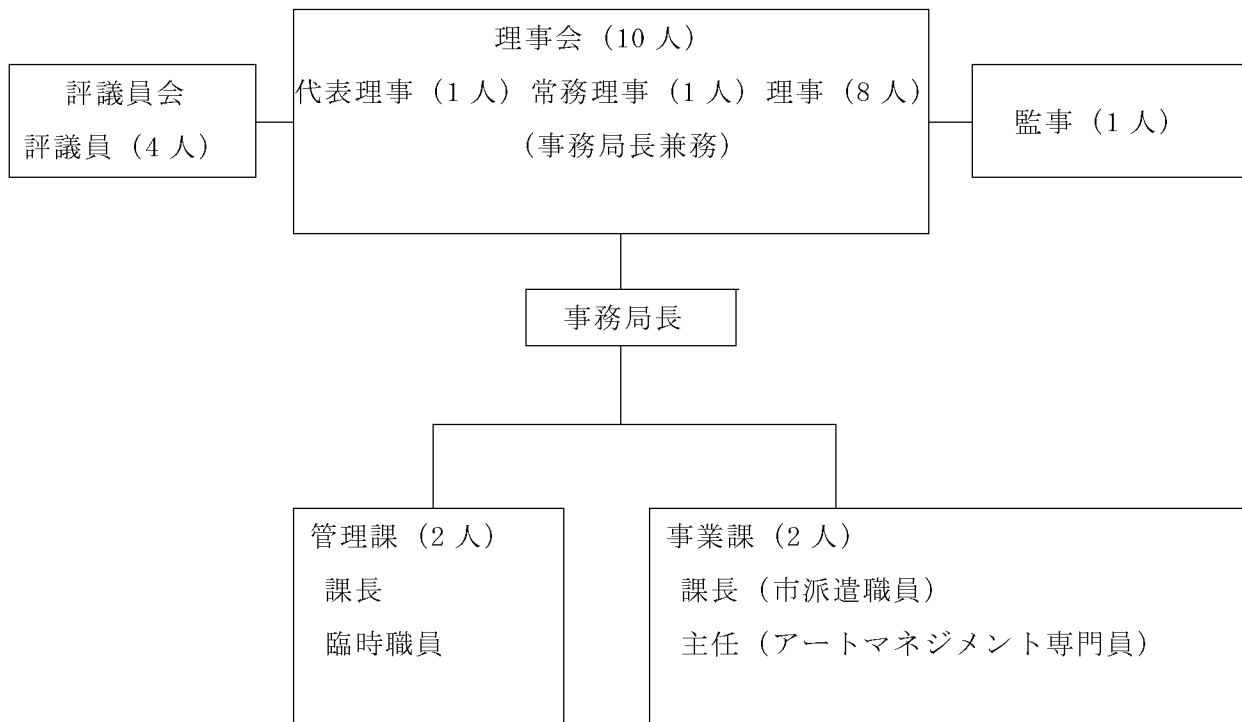 理事会（10 人）
代表理事（1 人）常務理事（1 人）理事（8 人）
（事務局長兼務）
評議員会
評議員（4 人）
監事（1 人）
事務局長
管理課（2 人）
課長
臨時職員
事業課（2 人）
課長（市派遣職員）
主任（アートマネジメント専門員）